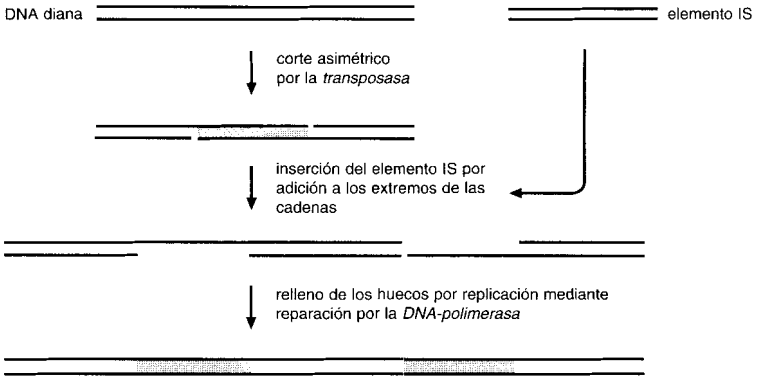 DNA diana
elemento IS
corte asimétrico
por la transposasa
inserción del elemento IS por
adición a los extremos de las
cadenas
relleno de los huecos por replicación mediante
reparación por la DNA-polimerasa